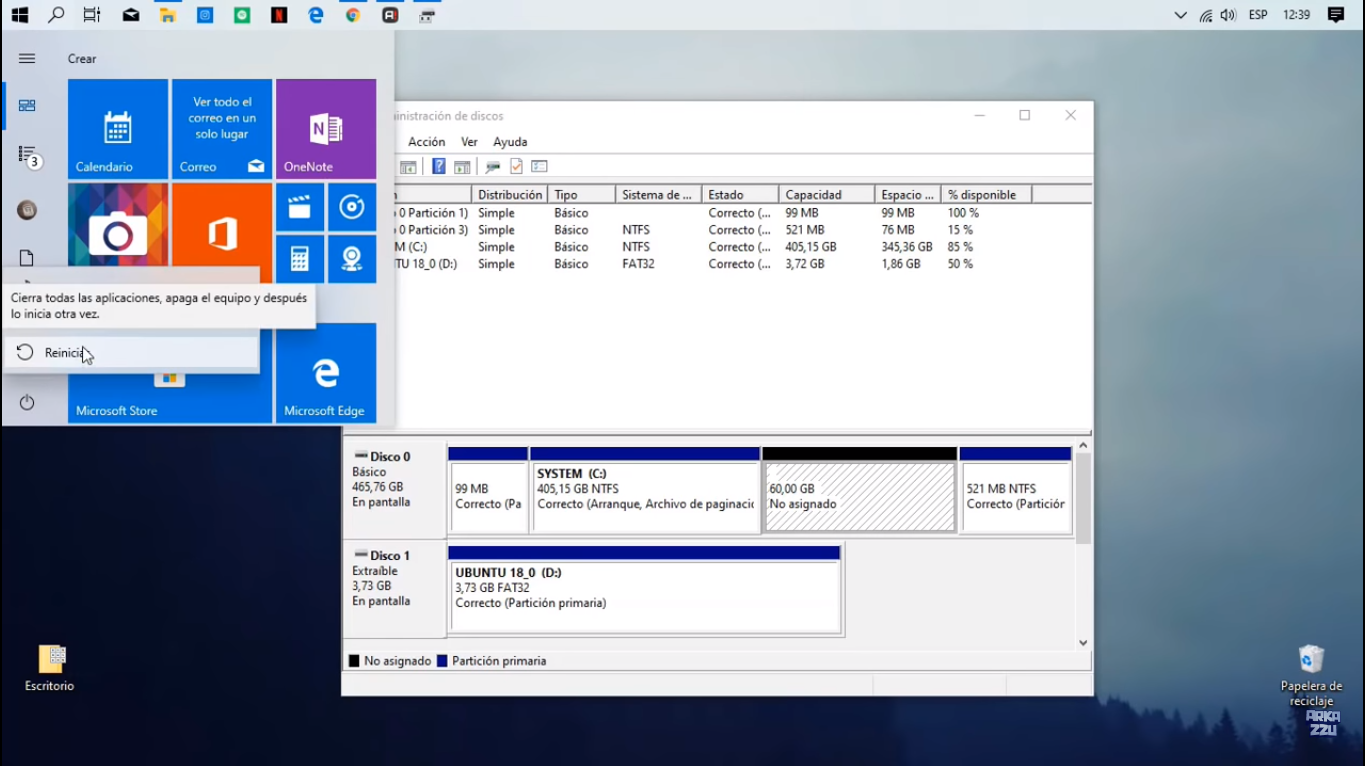 ESP
12:39
Crear
Calendario
Ver todo el
correo en un
solo lugar
Correo
N
OneNote
3
Cierra todas las aplicaciones, apaga el equipo y después
lo inicia otra vez.
Microsoft Store
Microsoft Edge
ministración de discos
Acción Ver Ayuda
Distribución Tipo Sistema de ... Estado Capacidad Espacio ... % disponible
0 Partición 1) Simple Básico Correcto (... 99 MB 99 MB 100 %
0 Partición 3) Simple Básico NTFS Correcto (... 521 MB 76 MB 15 %
M (C:) Simple Básico NTFS Correcto (... 405,15 GB 345,36 GB 85 %
TU 18_0 (D:) Simple Básico FAT32 Correcto (... 3,72 GB 1,86 GB 50 %
Disco 0
Básico
465,76 GB
En pantalla
99 MB
Correcto (Pa
SYSTEM (C:)
405,15 GB NTFS
Correcto (Arranque, Archivo de paginació
60,00 GB
No asignado
521 MB NTFS
Correcto (Partición
Disco 1
Extraíble
3,73 GB
En pantalla
UBUNTU 18_0 (D:)
3,73 GB FAT32
Correcto (Partición primaria)
No asignado Partición primaria
Escritorio
Papelera de
reciclaje
ARKA
ZZU